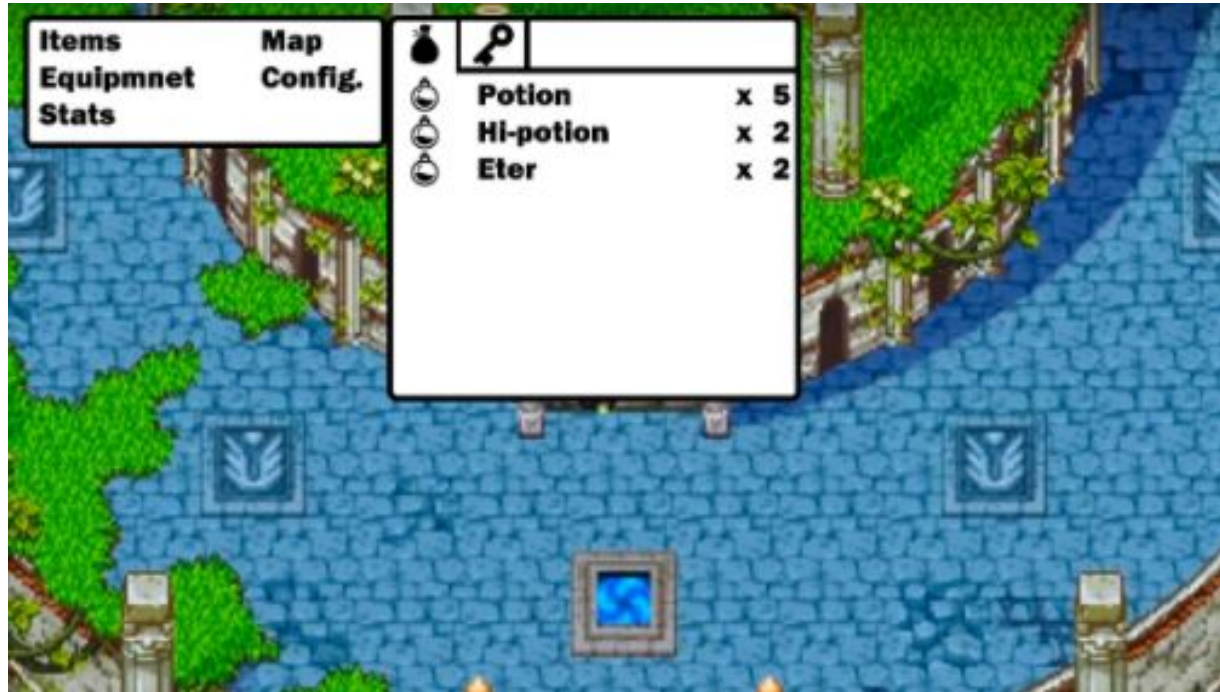 Items Map
Equipmnet Config.
Stats
Potion x 5
Hi-potion x 2
Eter x 2